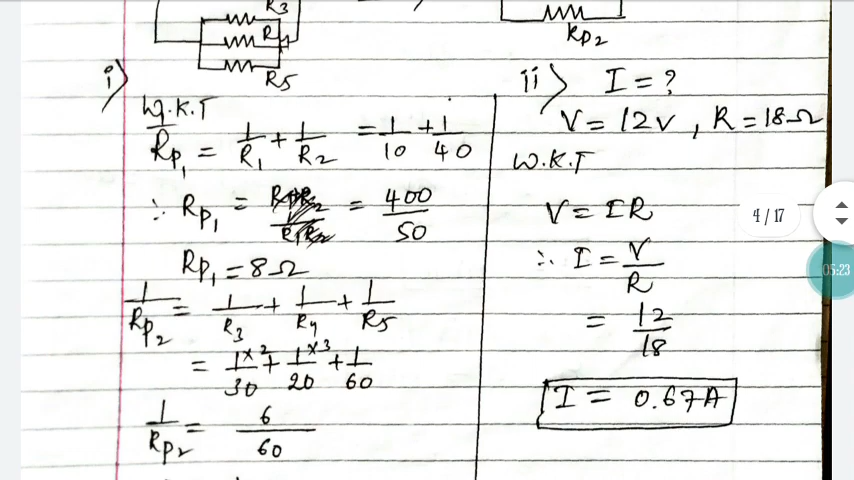 R3
R
R5
Rp2
i)
W.K.T
1/Rp1 = 1/R1 + 1/R2 = 1/10 + 1/40
∴ Rp1 = = 400/50
Rp1 = 8Ω
1/Rp2 = 1/R3 + 1/R4 + 1/R5
= 1×2/30 + 1×3/20 + 1/60
1/Rp2 = 6/60
ii) I = ?
V = 12V , R = 18Ω
W.K.T
V = IR
∴ I = V/R
= 12/18
I = 0.67A
4 / 17
05:23